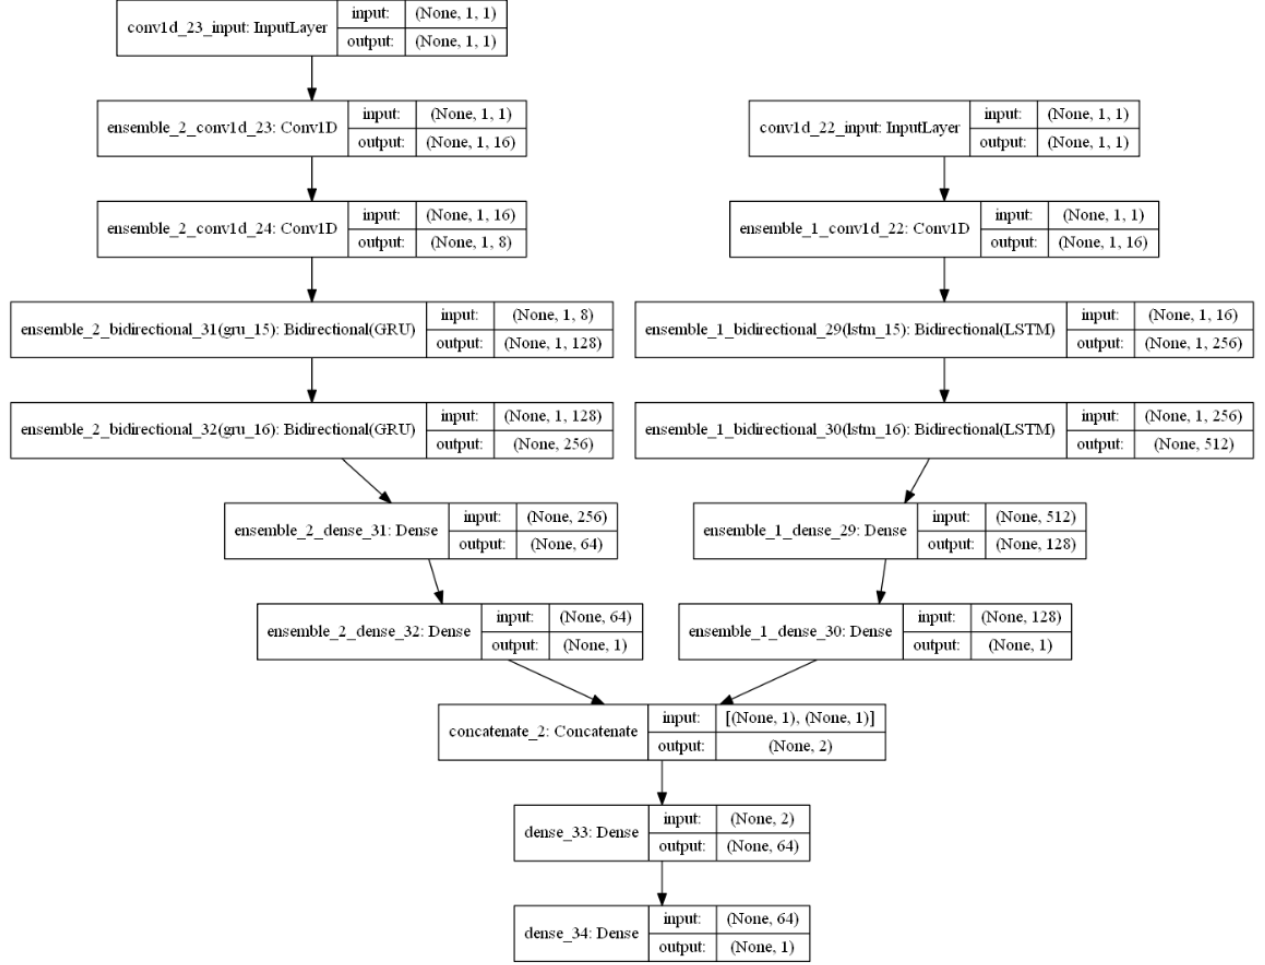 conv1d_23_input: InputLayer
input: (None, 1, 1)
output: (None, 1, 1)
ensemble_2_conv1d_23: Conv1D
input: (None, 1, 1)
output: (None, 1, 16)
conv1d_22_input: InputLayer
input: (None, 1, 1)
output: (None, 1, 1)
ensemble_2_conv1d_24: Conv1D
input: (None, 1, 16)
output: (None, 1, 8)
ensemble_1_conv1d_22: Conv1D
input: (None, 1, 1)
output: (None, 1, 16)
ensemble_2_bidirectional_31(gru_15): Bidirectional(GRU)
input: (None, 1, 8)
output: (None, 1, 128)
ensemble_1_bidirectional_29(lstm_15): Bidirectional(LSTM)
input: (None, 1, 16)
output: (None, 1, 256)
ensemble_2_bidirectional_32(gru_16): Bidirectional(GRU)
input: (None, 1, 128)
output: (None, 256)
ensemble_1_bidirectional_30(lstm_16): Bidirectional(LSTM)
input: (None, 1, 256)
output: (None, 512)
ensemble_2_dense_31: Dense
input: (None, 256)
output: (None, 64)
ensemble_1_dense_29: Dense
input: (None, 512)
output: (None, 128)
ensemble_2_dense_32: Dense
input: (None, 64)
output: (None, 1)
ensemble_1_dense_30: Dense
input: (None, 128)
output: (None, 1)
concatenate_2: Concatenate
input: [(None, 1), (None, 1)]
output: (None, 2)
dense_33: Dense
input: (None, 2)
output: (None, 64)
dense_34: Dense
input: (None, 64)
output: (None, 1)